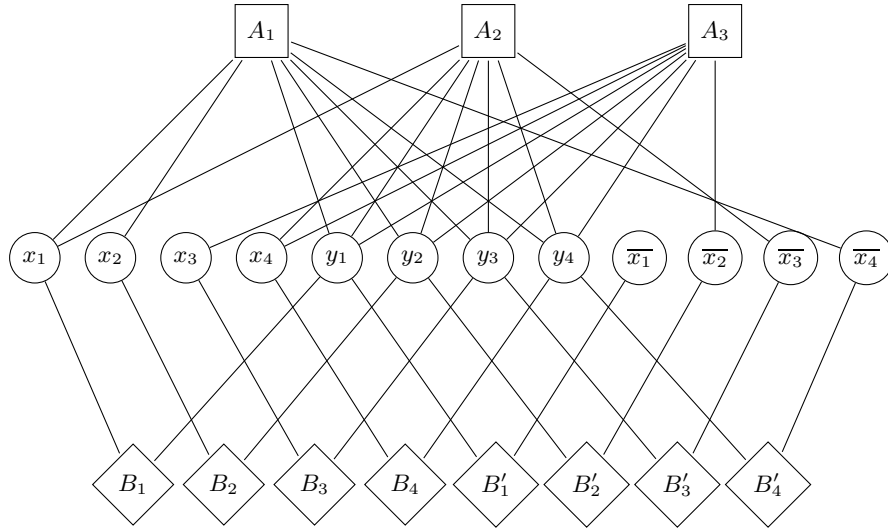 A₁ A₂ A₃
x₁ x₂ x₃ x₄ y₁ y₂ y₃ y₄ x̅₁ x̅₂ x̅₃ x̅₄
B₁ B₂ B₃ B₄ B′₁ B′₂ B′₃ B′₄